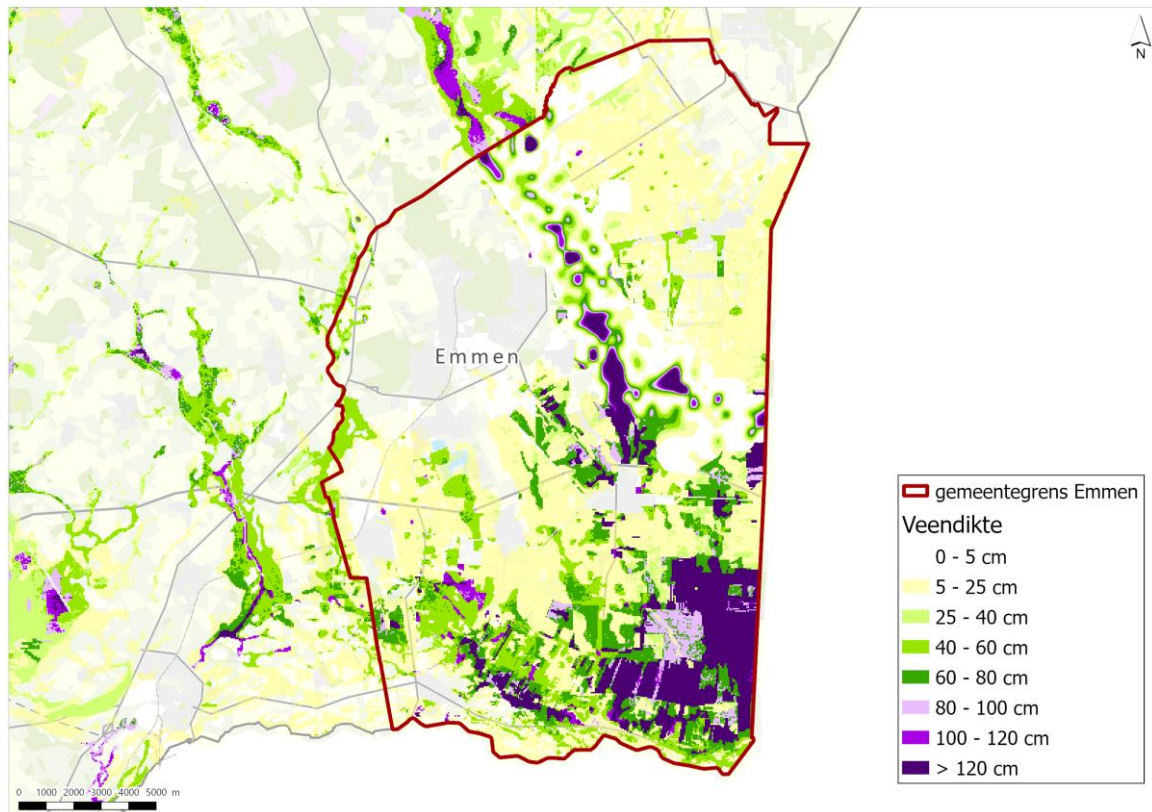 N
Emmen
gemeentegrens Emmen
Veendikte
0 - 5 cm
5 - 25 cm
25 - 40 cm
40 - 60 cm
60 - 80 cm
80 - 100 cm
100 - 120 cm
> 120 cm
0 1000 2000 3000 4000 5000 m